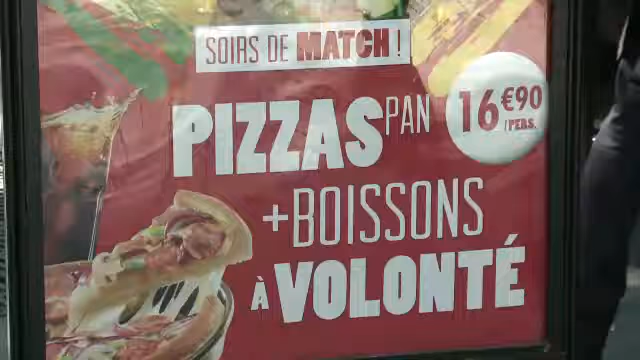 SOIRS DE MATCH !
PIZZAS PAN
16€90
/PERS.
+BOISSONS
À VOLONTÉ